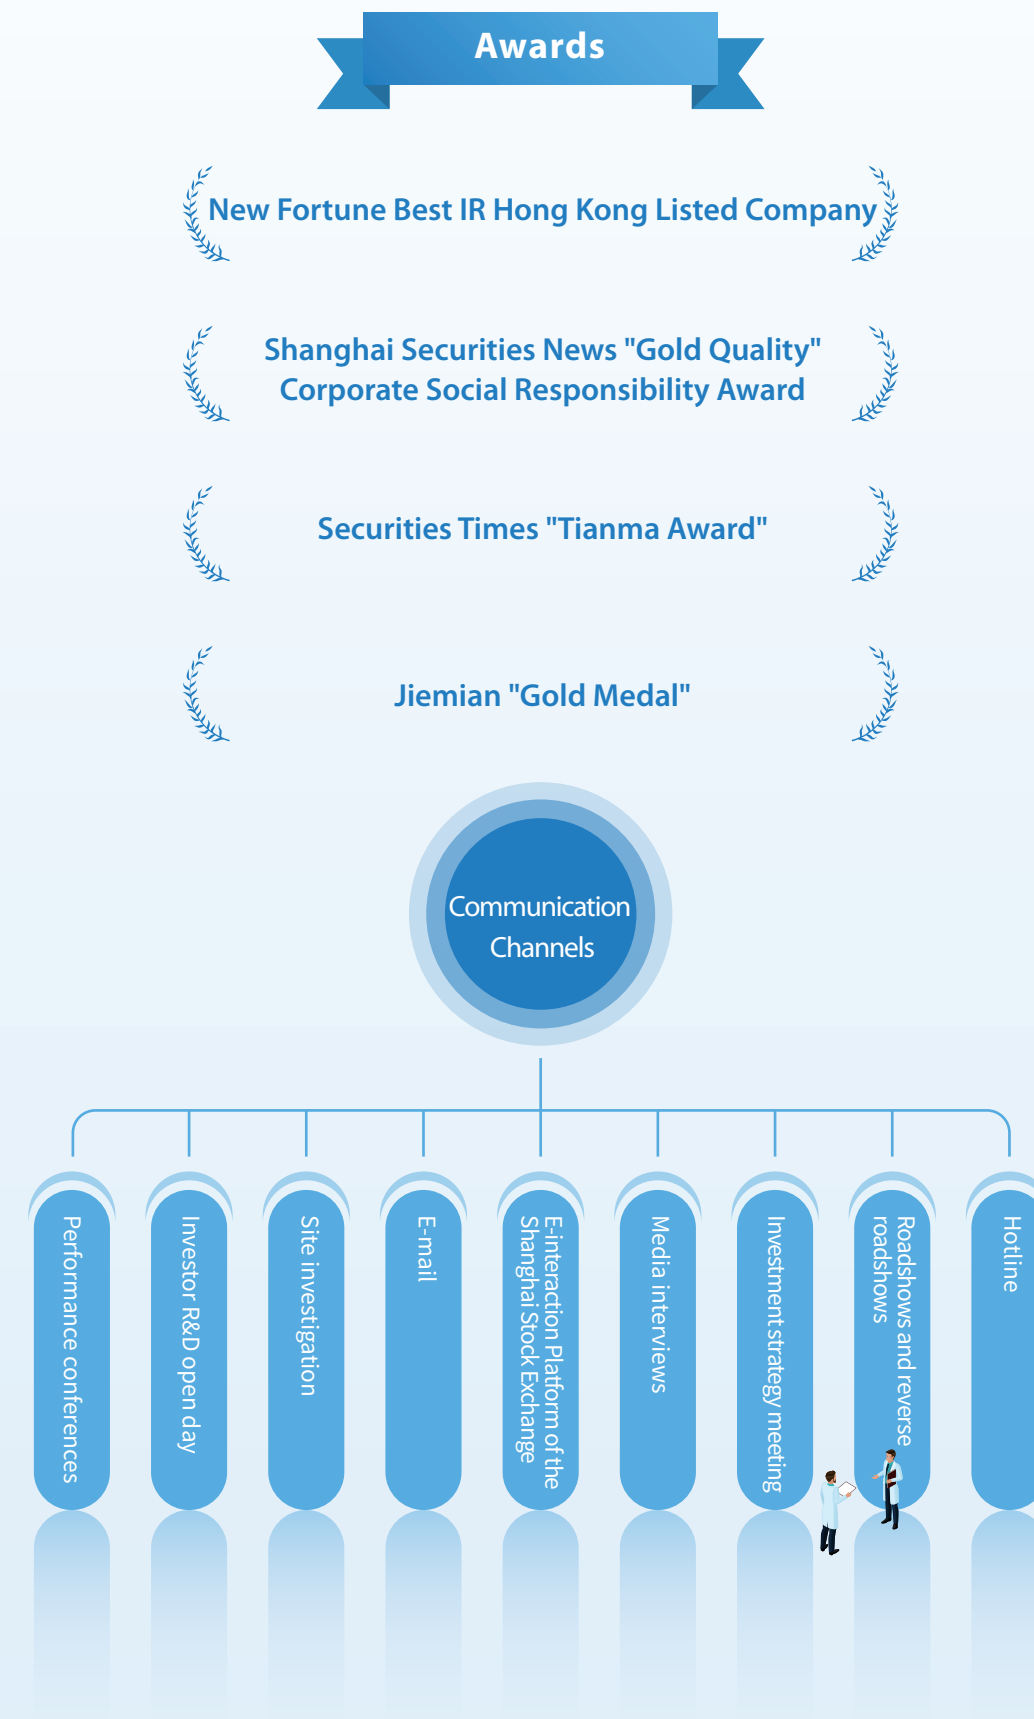 Awards
New Fortune Best IR Hong Kong Listed Company
Shanghai Securities News "Gold Quality"
Corporate Social Responsibility Award
Securities Times "Tianma Award"
Jiemian "Gold Medal"
Communication
Channels
Performance conferences
Investor R&D open day
Site investigation
E-mail
E-interaction Platform of the
Shanghai Stock Exchange
Media interviews
Investment strategy meeting
Roadshows and reverse
roadshows
Hotline